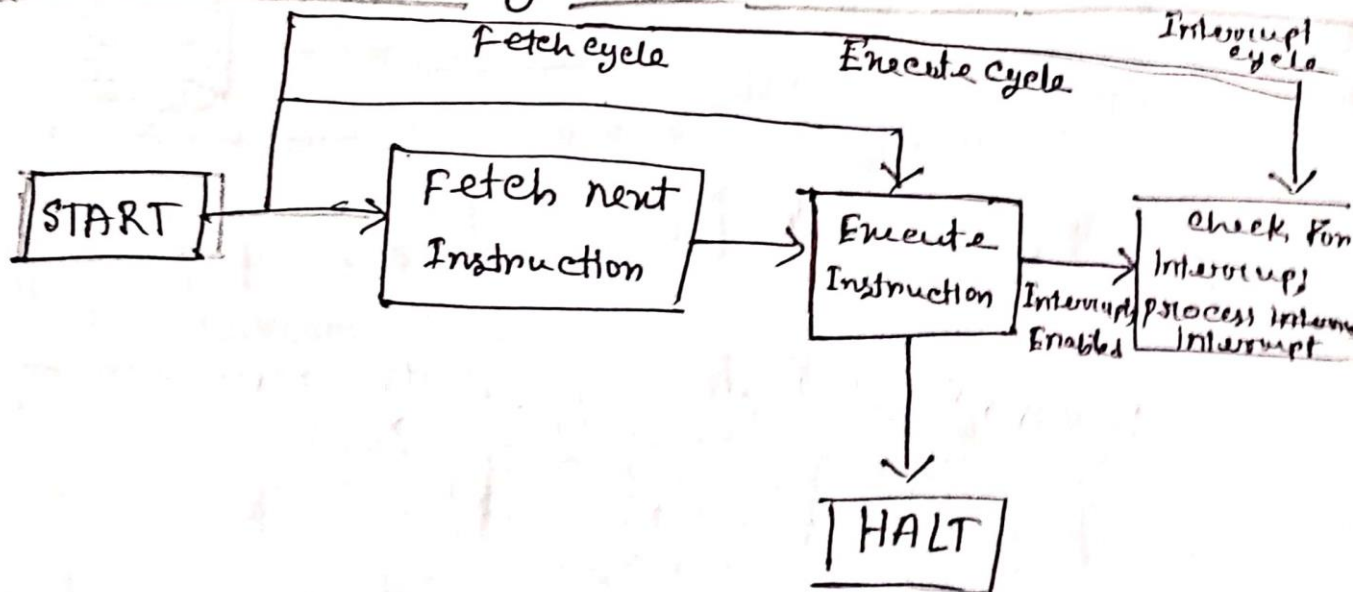 Fetch cycle
Execute cycle
Interrupt
cycle
START
Fetch next
Instruction
Execute
Instruction
Interrupts
Enabled
Check for
Interrupt,
process
Interrupt
HALT